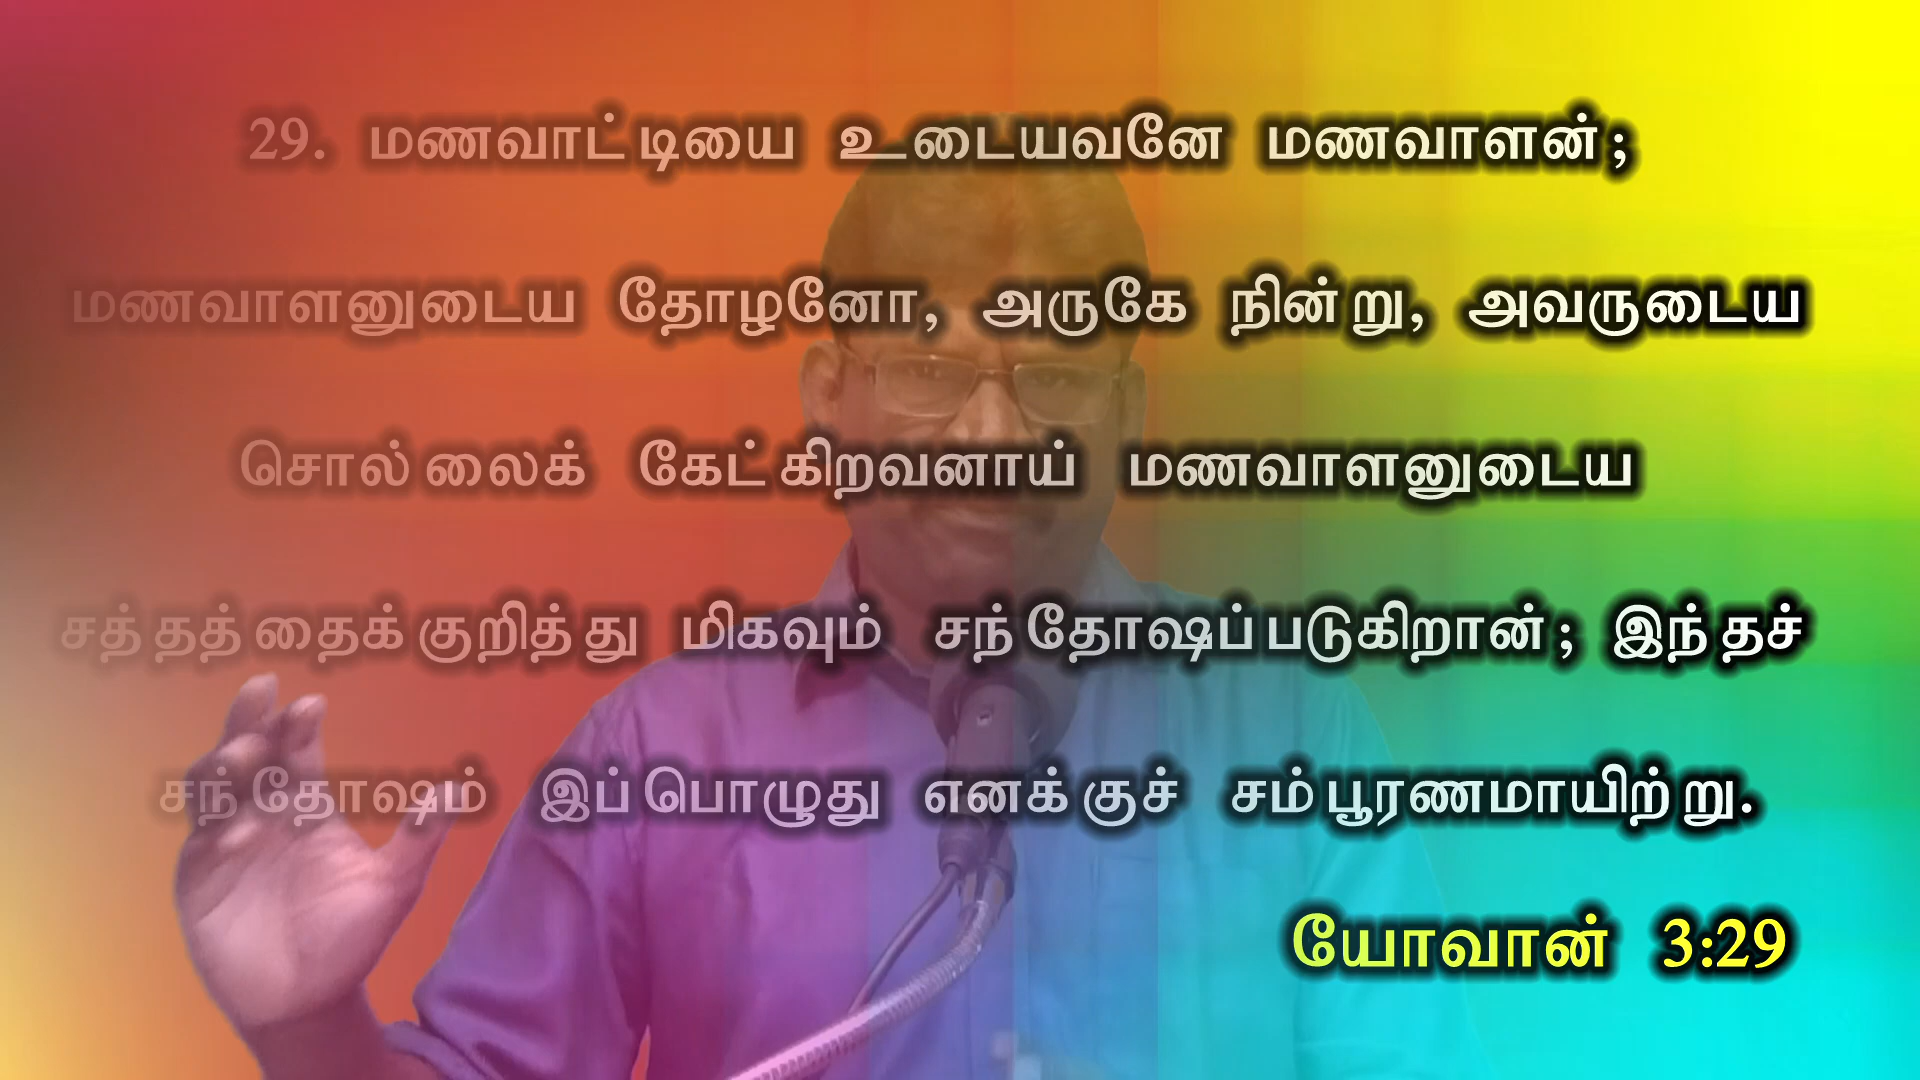 29. மணவாட்டியை உடையவனே மணவாளன்;
மணவாளனுடைய தோழனோ, அருகே நின்று, அவருடைய
சொல்லைக் கேட்கிறவனாய் மணவாளனுடைய
சத்தத்தைக்குறித்து மிகவும் சந்தோஷப்படுகிறான்; இந்தச்
சந்தோஷம் இப்பொழுது எனக்குச் சம்பூரணமாயிற்று.
யோவான் 3:29